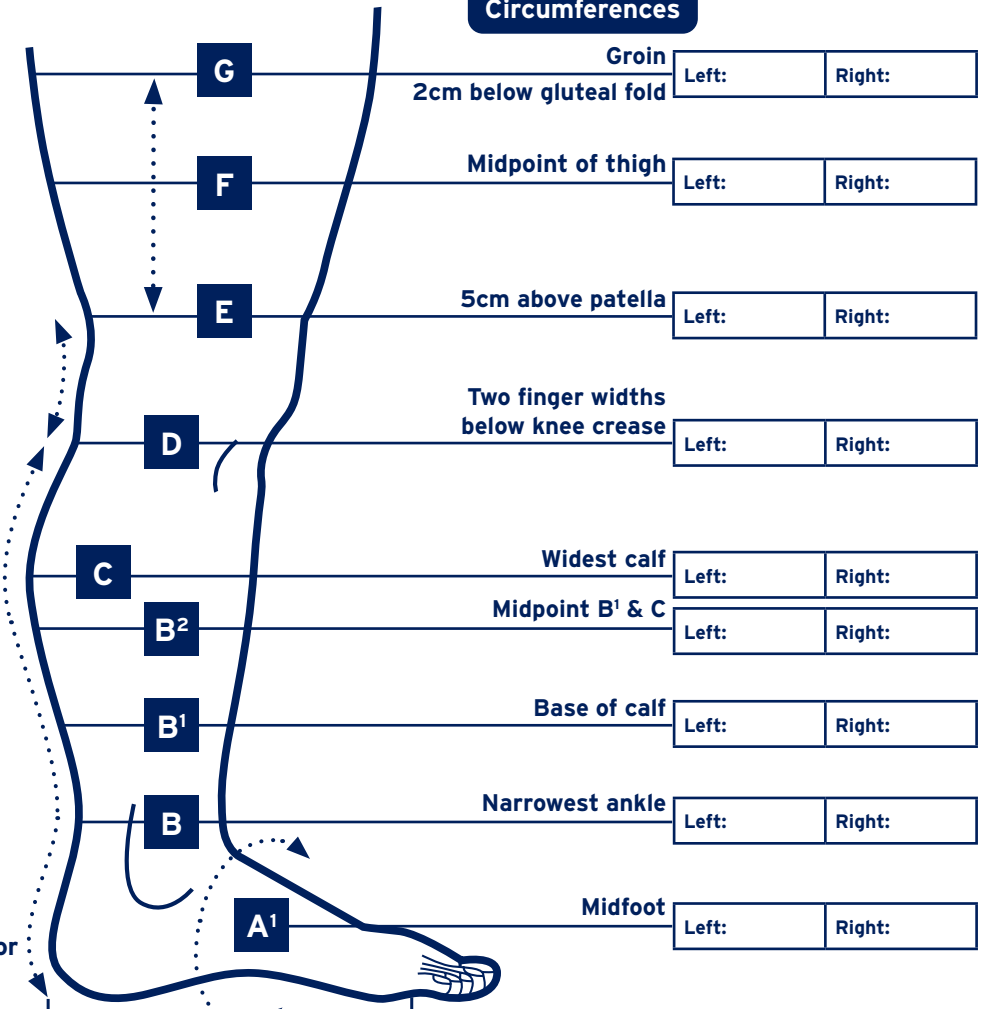 Circumferences
G
Groin
2cm below gluteal fold
Left:
Right:
F
Midpoint of thigh
Left:
Right:
E
5cm above patella
Left:
Right:
D
Two finger widths
below knee crease
Left:
Right:
C
Widest calf
Left:
Right:
B²
Midpoint B¹ & C
Left:
Right:
B¹
Base of calf
Left:
Right:
B
Narrowest ankle
Left:
Right:
A¹
Midfoot
Left:
Right:
or